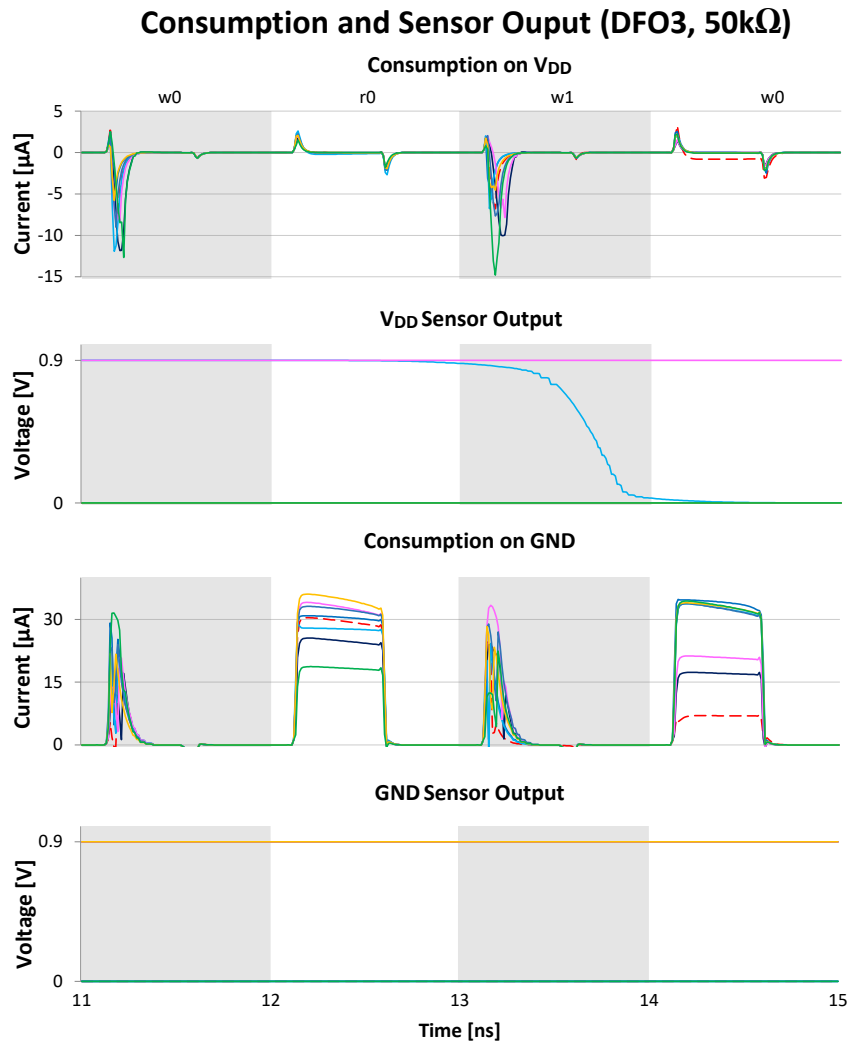 Consumption and Sensor Ouput (DFO3, 50kΩ)
Consumption on VDD
w0 r0 w1 w0
5
0
-5
-10
-15
Current [µA]
VDD Sensor Output
0.9
0
Voltage [V]
Consumption on GND
30
15
0
Current [µA]
GND Sensor Output
0.9
0
Voltage [V]
11 12 13 14 15
Time [ns]